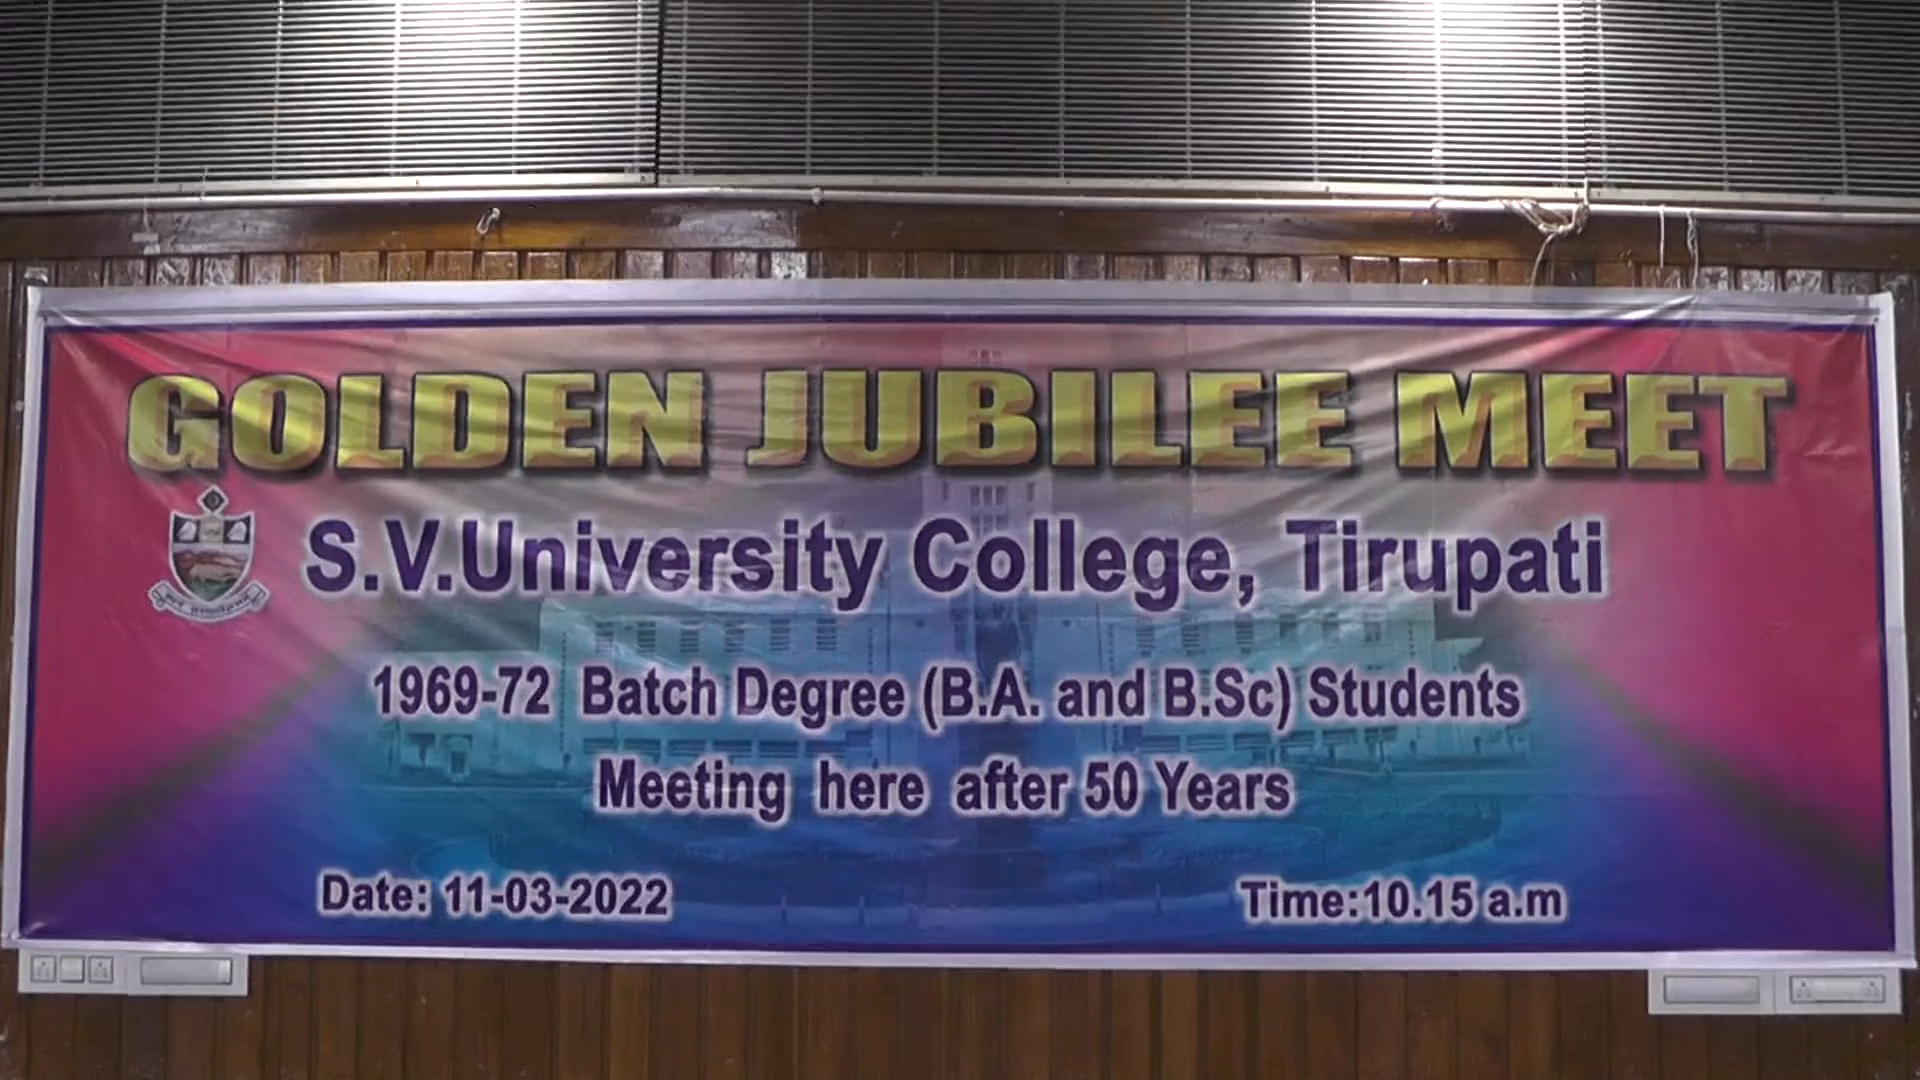 GOLDEN JUBILEE MEET
S.V.University College, Tirupati
1969-72 Batch Degree (B.A. and B.Sc) Students
Meeting here after 50 Years
Date: 11-03-2022
Time:10.15 a.m